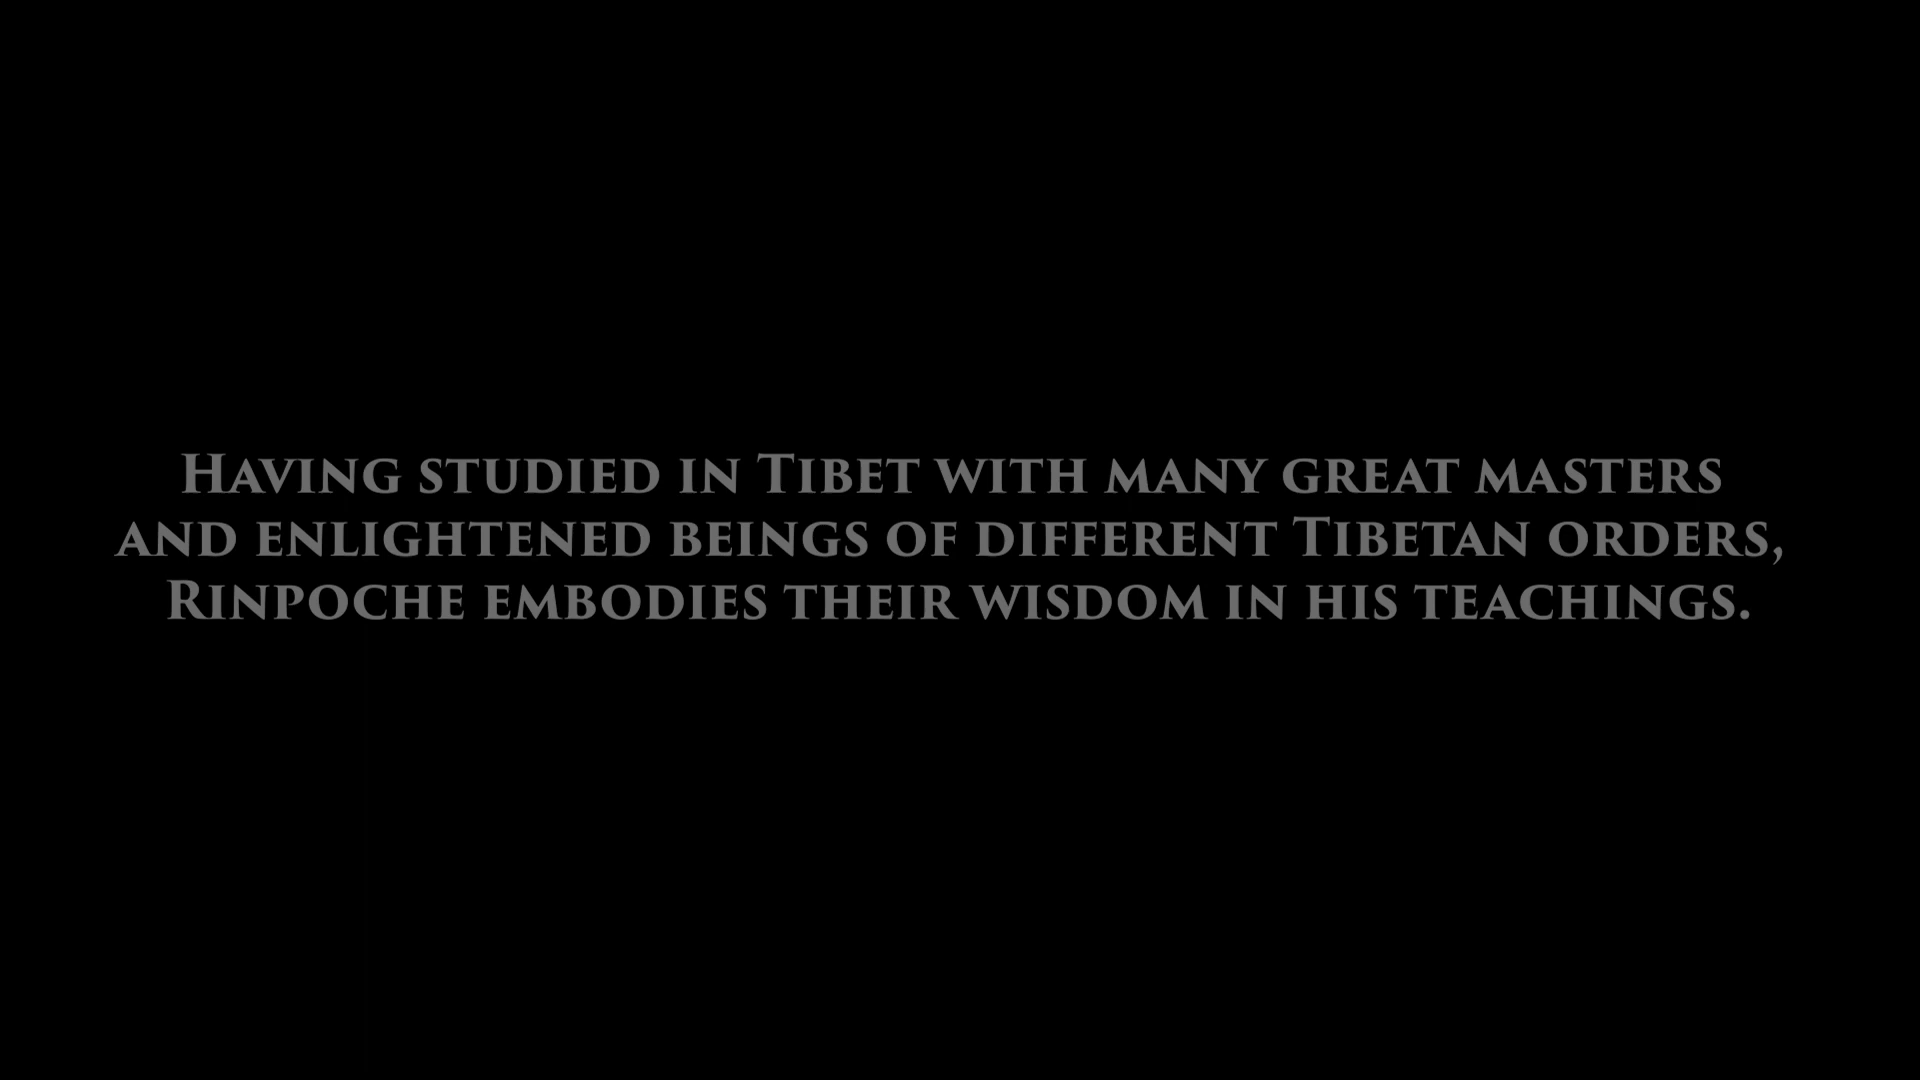 Having studied in Tibet with many great masters
and enlightened beings of different Tibetan orders,
Rinpoche embodies their wisdom in his teachings.